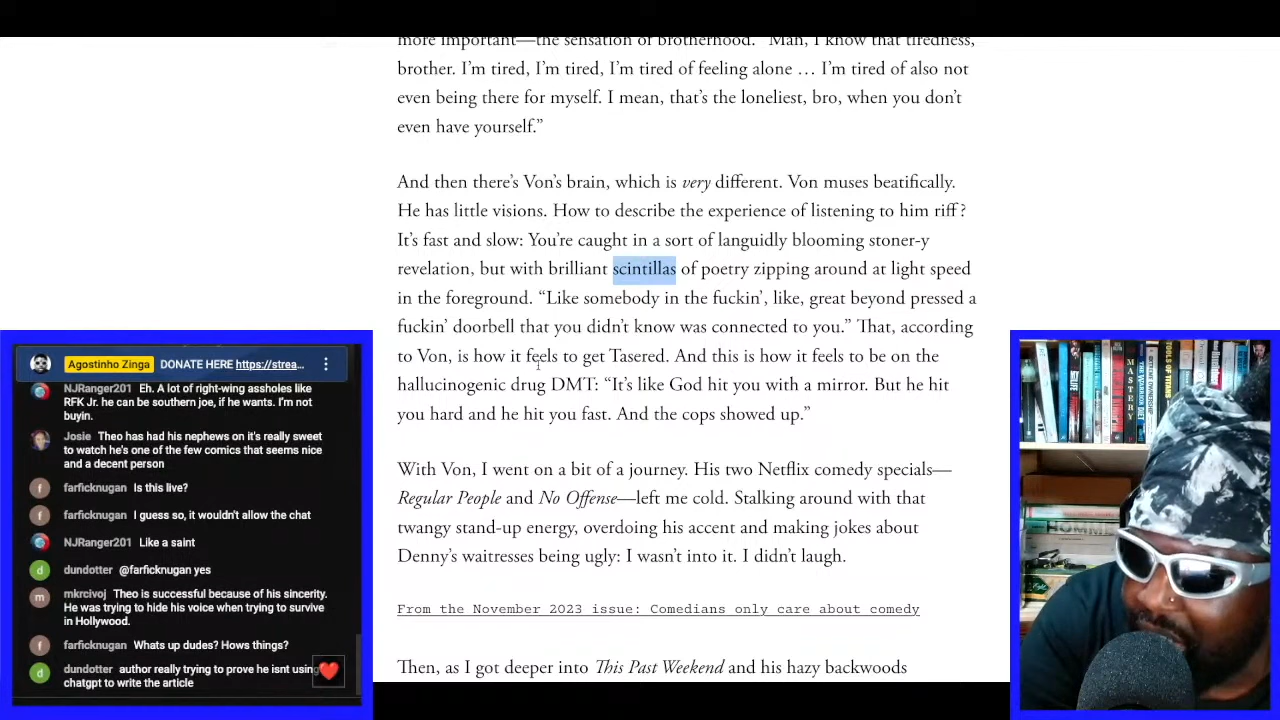 more important—the sensation of brotherhood. “Man, I know that tiredness,
brother. I’m tired, I’m tired, I’m tired of feeling alone … I’m tired of also not
even being there for myself. I mean, that’s the loneliest, bro, when you don’t
even have yourself.”
And then there’s Von’s brain, which is very different. Von muses beatifically.
He has little visions. How to describe the experience of listening to him riff?
It’s fast and slow: You’re caught in a sort of languidly blooming stoner-y
revelation, but with brilliant scintillas of poetry zipping around at light speed
in the foreground. “Like somebody in the fuckin’, like, great beyond pressed a
fuckin’ doorbell that you didn’t know was connected to you.” That, according
to Von, is how it feels to get Tasered. And this is how it feels to be on the
hallucinogenic drug DMT: “It’s like God hit you with a mirror. But he hit
you hard and he hit you fast. And the cops showed up.”
With Von, I went on a bit of a journey. His two Netflix comedy specials—
Regular People and No Offense—left me cold. Stalking around with that
twangy stand-up energy, overdoing his accent and making jokes about
Denny’s waitresses being ugly: I wasn’t into it. I didn’t laugh.
From the November 2023 issue: Comedians only care about comedy
Then, as I got deeper into This Past Weekend and his hazy backwoods
Agostinho Zinga DONATE HERE https://strea...
NJRanger201 Eh. A lot of right-wing assholes like
RFK Jr. he can be southern joe, if he wants. I’m not
buyin.
Josie Theo has had his nephews on it's really sweet
to watch he's one of the few comics that seems nice
and a decent person
farficknugan Is this live?
farficknugan I guess so, it wouldn't allow the chat
NJRanger201 Like a saint
dundotter @farficknugan yes
mkrcivoj Theo is successful because of his sincerity.
He was trying to hide his voice when trying to survive
in Hollywood.
farficknugan Whats up dudes? Hows things?
dundotter author really trying to prove he isnt using
chatgpt to write the article
MASTERY
THE WARRIOR DIET
TOOLS OF TITANS